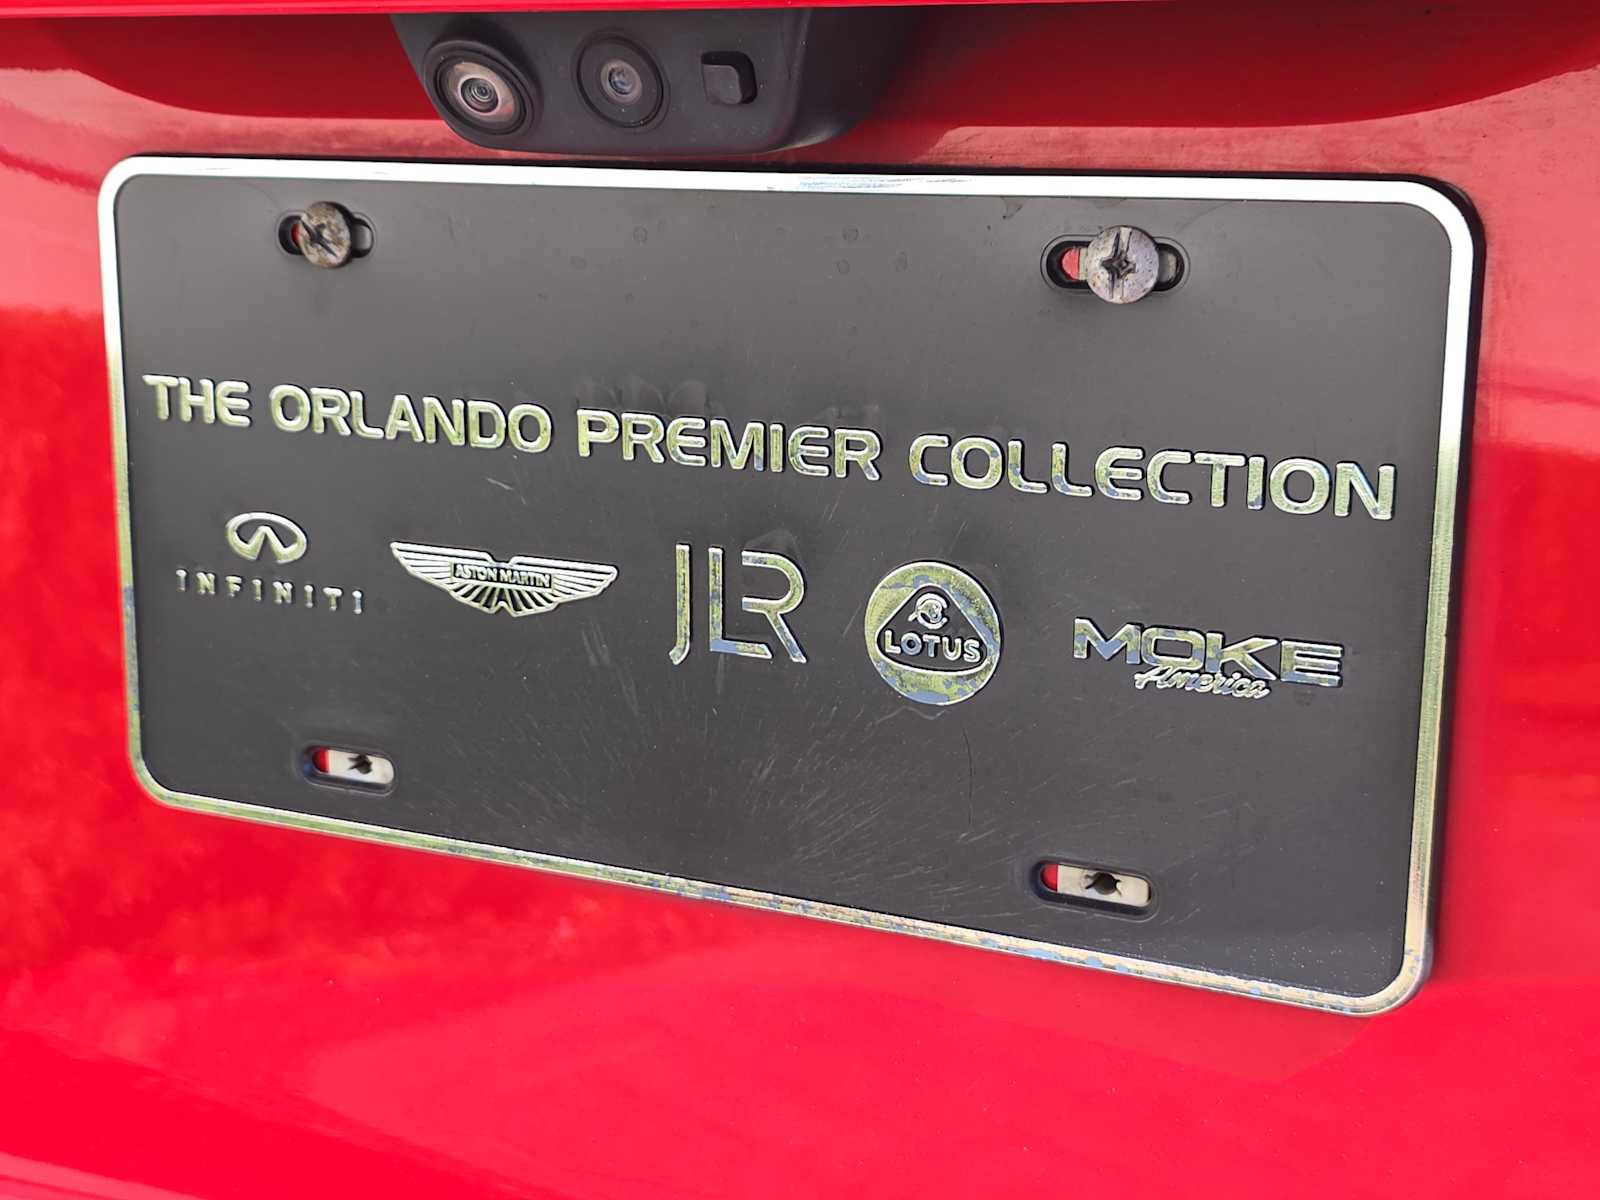 THE ORLANDO PREMIER COLLECTION
INFINITI
ASTON MARTIN
JLR
LOTUS
MOKE
America